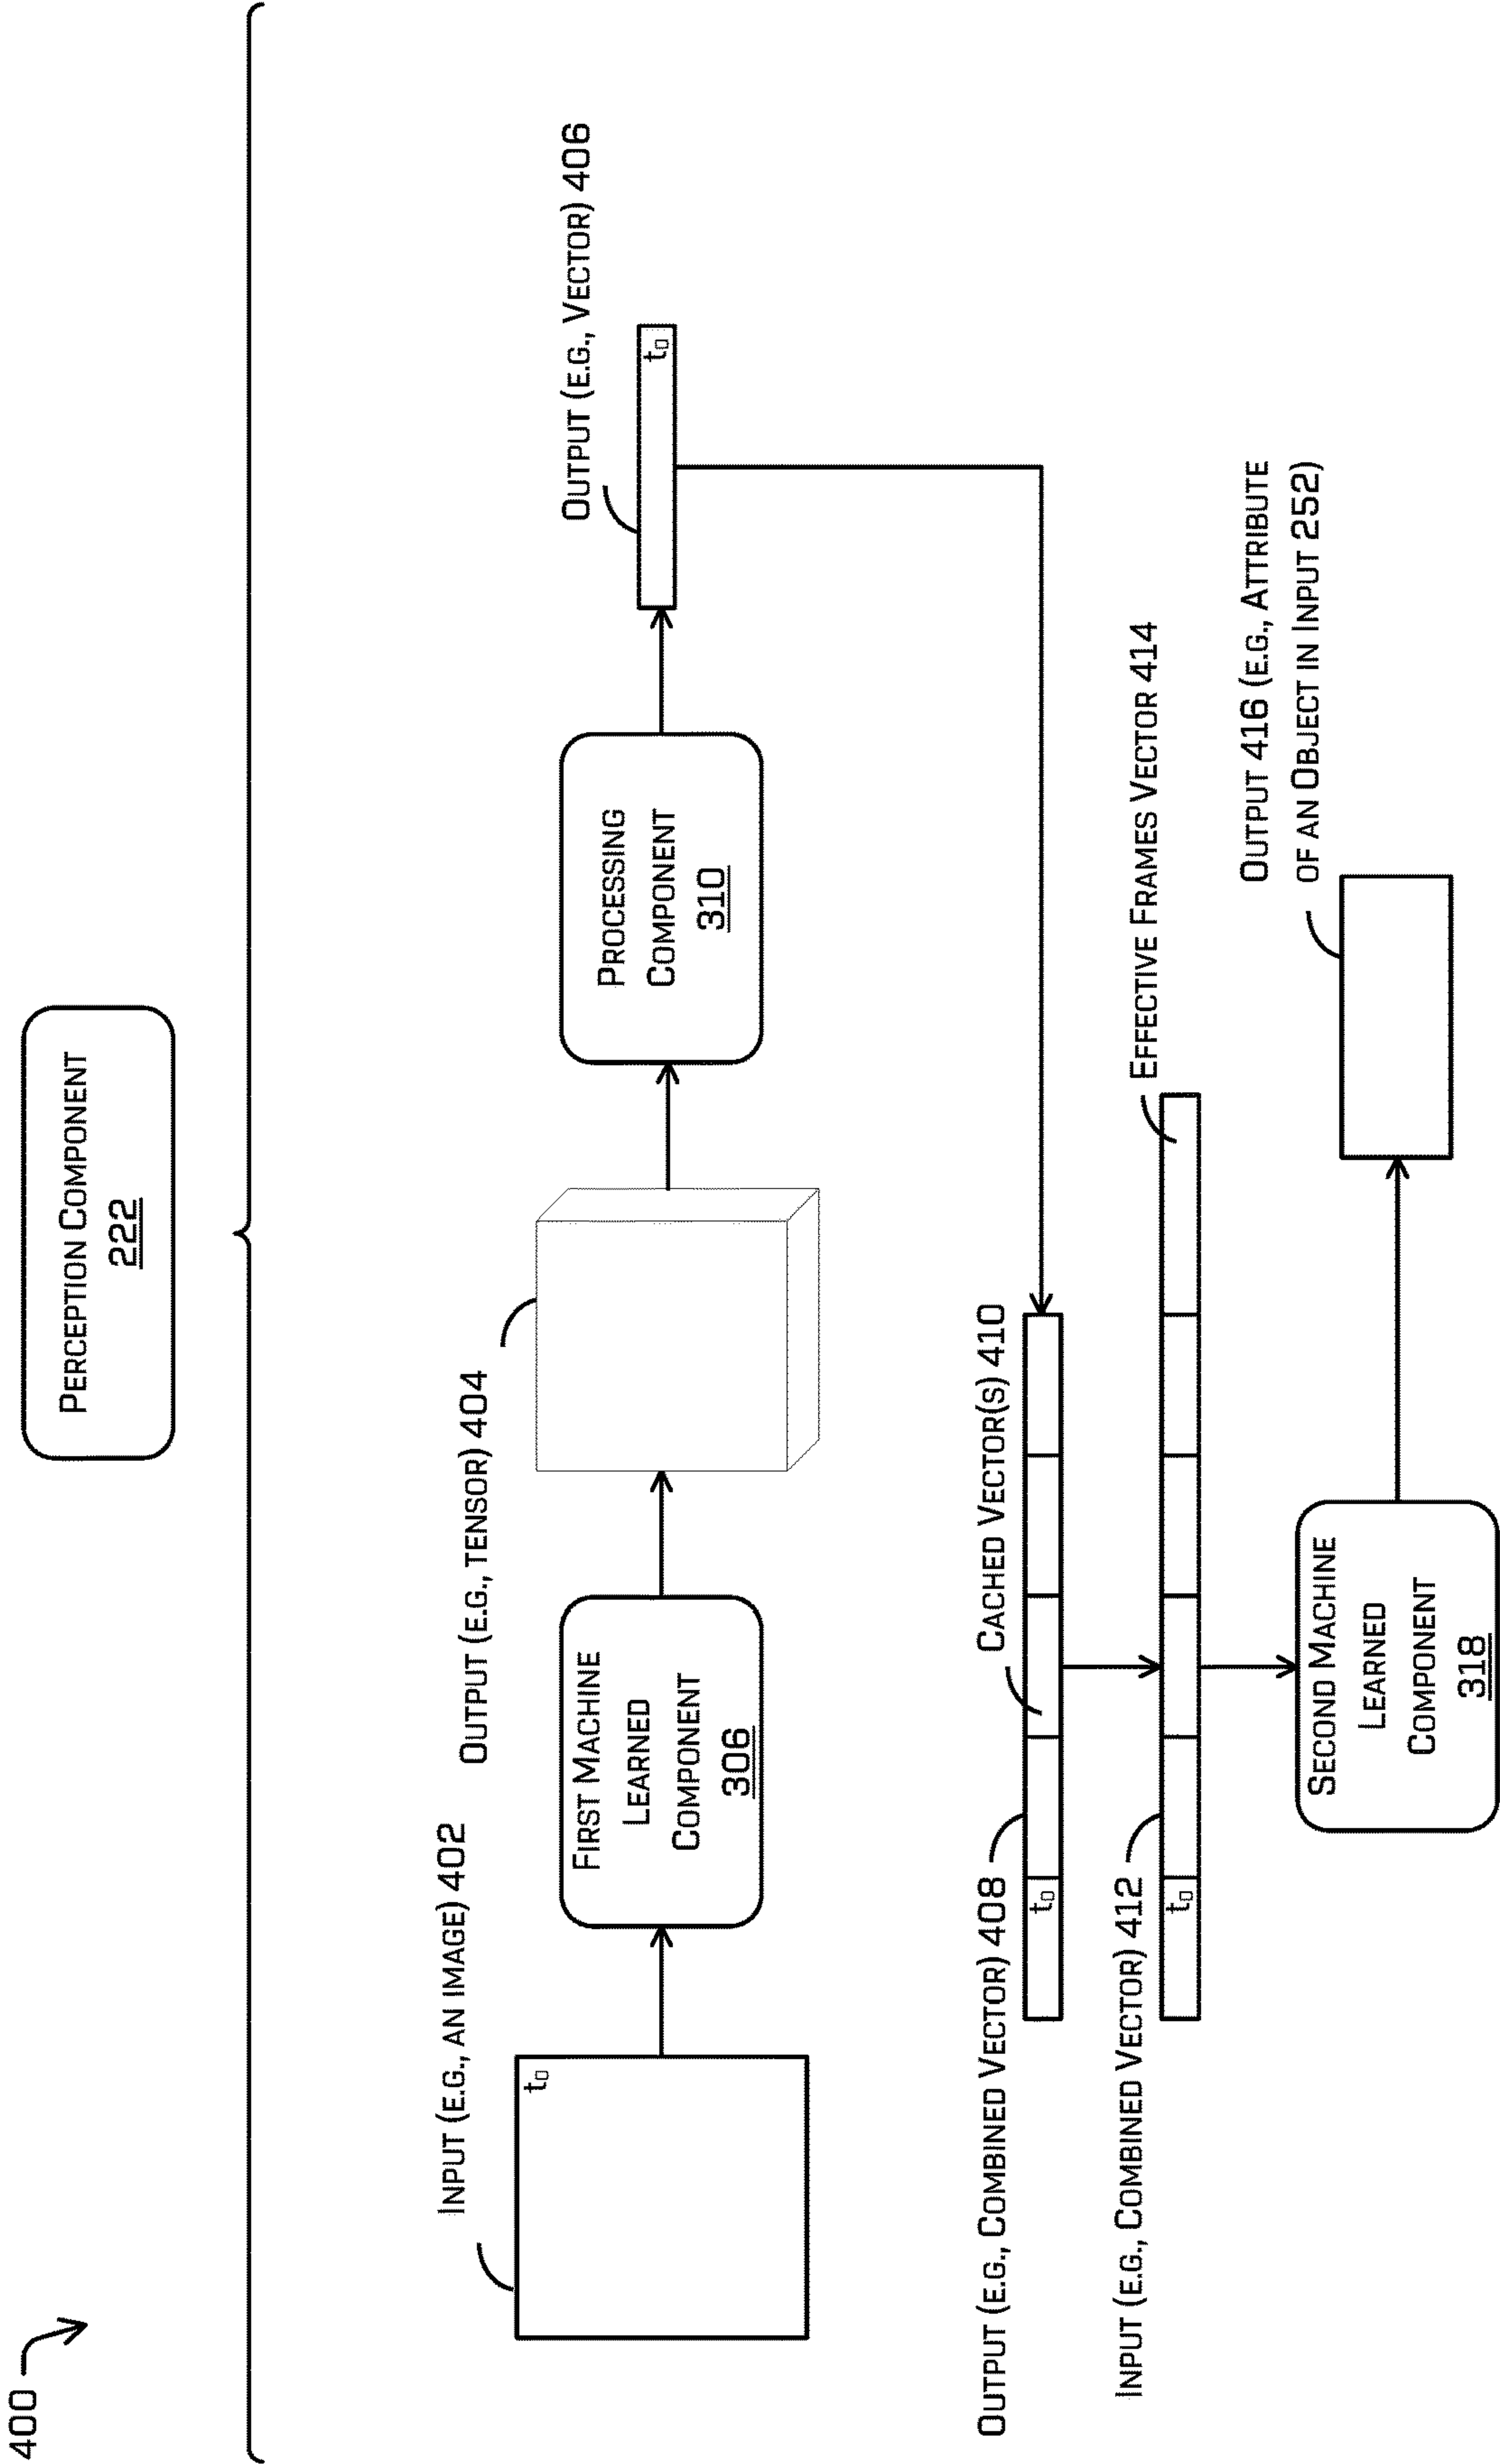 400
PERCEPTION COMPONENT
222
INPUT (E.G., AN IMAGE) 402
t₀
FIRST MACHINE
LEARNED
COMPONENT
306
OUTPUT (E.G., TENSOR) 404
PROCESSING
COMPONENT
310
OUTPUT (E.G., VECTOR) 406
t₀
OUTPUT (E.G., COMBINED VECTOR) 408
t₀
CACHED VECTOR(S) 410
INPUT (E.G., COMBINED VECTOR) 412
t₀
EFFECTIVE FRAMES VECTOR 414
SECOND MACHINE
LEARNED
COMPONENT
318
OUTPUT 416 (E.G., ATTRIBUTE
OF AN OBJECT IN INPUT 252)